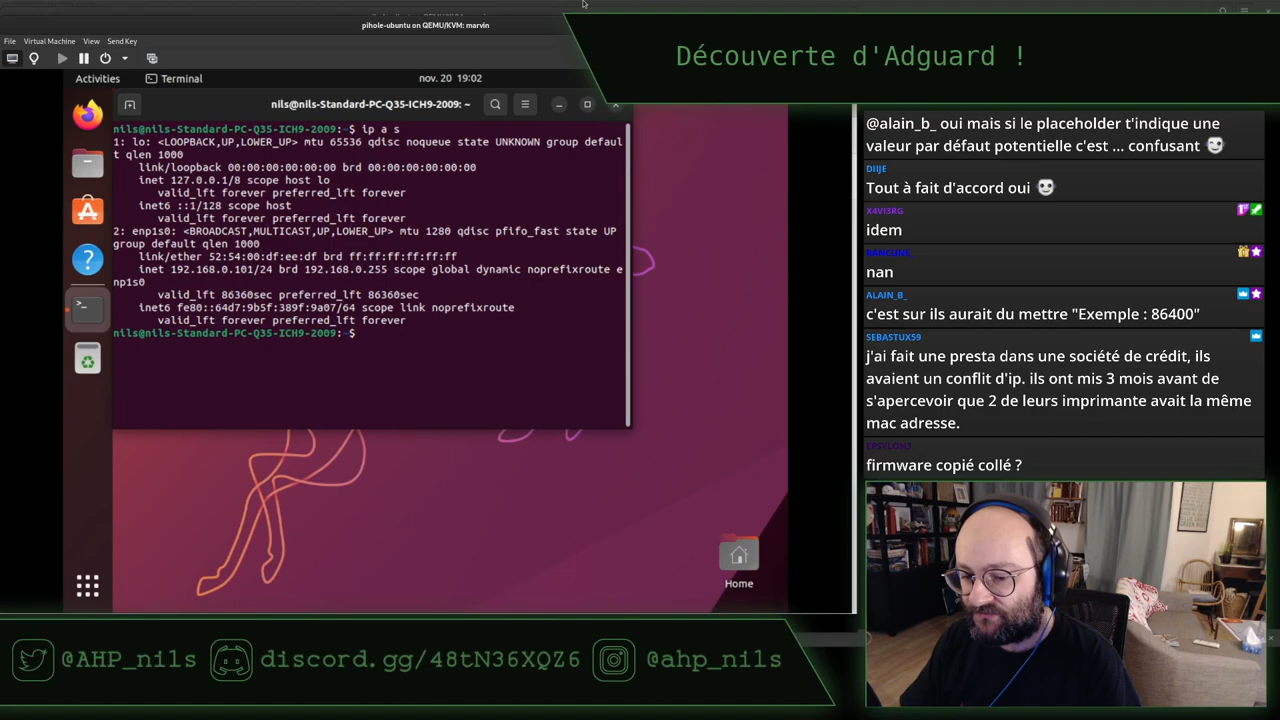 pihole-ubuntu on QEMU/KVM: marvin
File Virtual Machine View Send Key
Activities Terminal nov. 20 19:02
nils@nils-Standard-PC-Q35-ICH9-2009: ~
nils@nils-Standard-PC-Q35-ICH9-2009:~$ ip a s
1: lo: <LOOPBACK,UP,LOWER_UP> mtu 65536 qdisc noqueue state UNKNOWN group defaul
t qlen 1000
link/loopback 00:00:00:00:00:00 brd 00:00:00:00:00:00
inet 127.0.0.1/8 scope host lo
valid_lft forever preferred_lft forever
inet6 ::1/128 scope host
valid_lft forever preferred_lft forever
2: enp1s0: <BROADCAST,MULTICAST,UP,LOWER_UP> mtu 1280 qdisc pfifo_fast state UP
group default qlen 1000
link/ether 52:54:00:df:ee:df brd ff:ff:ff:ff:ff:ff
inet 192.168.0.101/24 brd 192.168.0.255 scope global dynamic noprefixroute e
np1s0
valid_lft 86360sec preferred_lft 86360sec
inet6 fe80::64d7:9b5f:389f:9a07/64 scope link noprefixroute
valid_lft forever preferred_lft forever
nils@nils-Standard-PC-Q35-ICH9-2009:~$
Home
Découverte d'Adguard !
@alain_b_ oui mais si le placeholder t'indique une
valeur par défaut potentielle c'est ... confusant
DIIJE
Tout à fait d'accord oui
X4VI3RG
idem
RANCUNE_
nan
ALAIN_B_
c'est sur ils aurait du mettre "Exemple : 86400"
SEBASTUX59
j'ai fait une presta dans une société de crédit, ils
avaient un conflit d'ip. ils ont mis 3 mois avant de
s'apercevoir que 2 de leurs imprimante avait la même
mac adresse.
EPSYLON3
firmware copié collé ?
@AHP_nils discord.gg/48tN36XQZ6 @ahp_nils